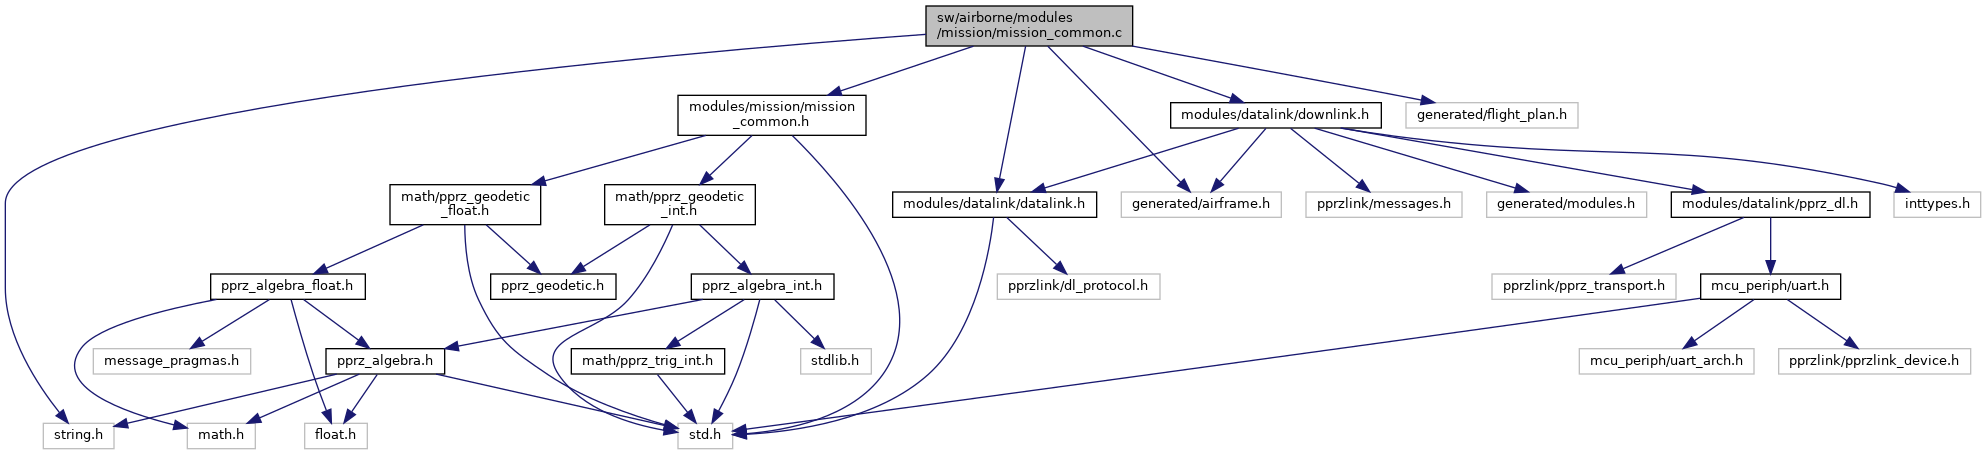 sw/airborne/modules
/mission/mission_common.c
modules/mission/mission
_common.h
modules/datalink/downlink.h
generated/flight_plan.h
math/pprz_geodetic
_float.h
math/pprz_geodetic
_int.h
modules/datalink/datalink.h
generated/airframe.h
pprzlink/messages.h
generated/modules.h
modules/datalink/pprz_dl.h
inttypes.h
pprz_algebra_float.h
pprz_geodetic.h
pprz_algebra_int.h
pprzlink/dl_protocol.h
pprzlink/pprz_transport.h
mcu_periph/uart.h
message_pragmas.h
pprz_algebra.h
math/pprz_trig_int.h
stdlib.h
mcu_periph/uart_arch.h
pprzlink/pprzlink_device.h
string.h
math.h
float.h
std.h